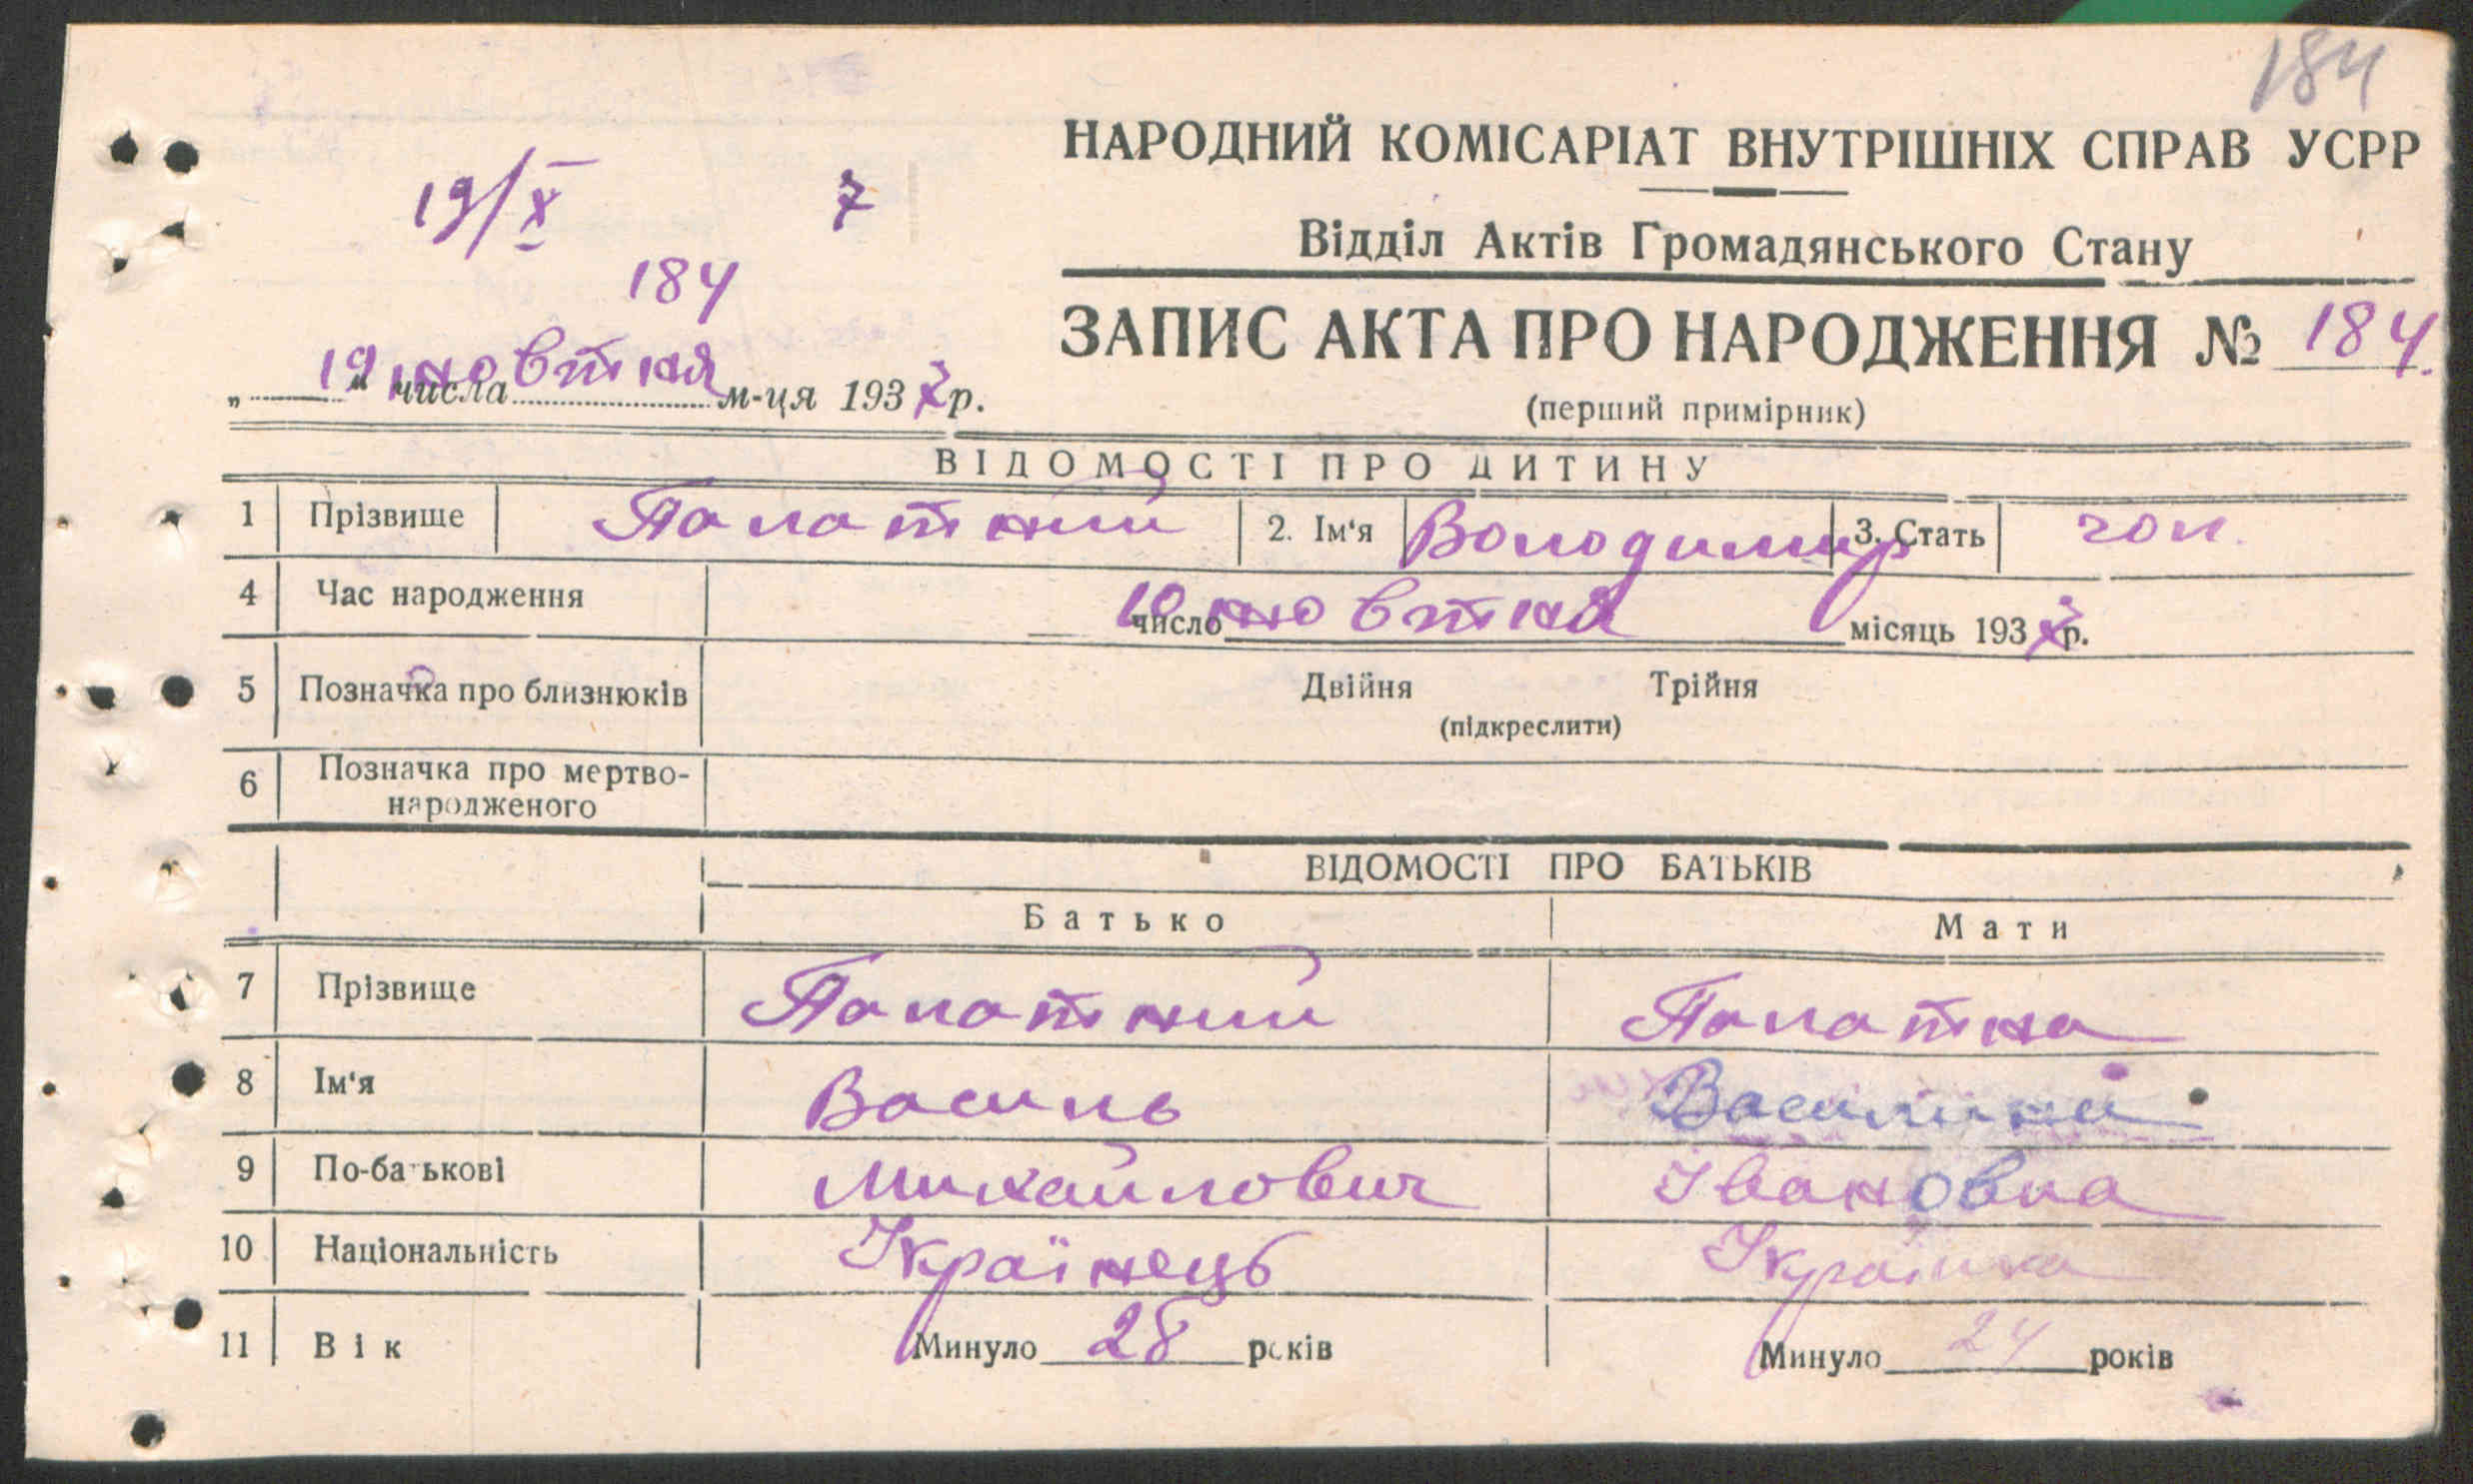 184
НАРОДНИЙ КОМІСАРІАТ ВНУТРІШНІХ СПРАВ УСРР
19/X 7
Відділ Актів Громадянського Стану
184
ЗАПИС АКТА ПРО НАРОДЖЕННЯ № 184.
„19“ числа жовтня м-ця 1937 р.
(перший примірник)
ВІДОМОСТІ ПРО ДИТИНУ
1 Прізвище Палатний 2. Ім'я Володимир 3. Стать чол.
4 Час народження 10 число жовтня місяць 1937 р.
5 Позначка про близнюків Двійня Трійня
(підкреслити)
6 Позначка про мертво-
народженого
ВІДОМОСТІ ПРО БАТЬКІВ
Батько Мати
7 Прізвище Палатний Палатна
8 Ім'я Василь Василина
9 По-батькові Михайлович Івановна
10 Національність Українець Українка
11 Вік Минуло 28 років Минуло 24 років